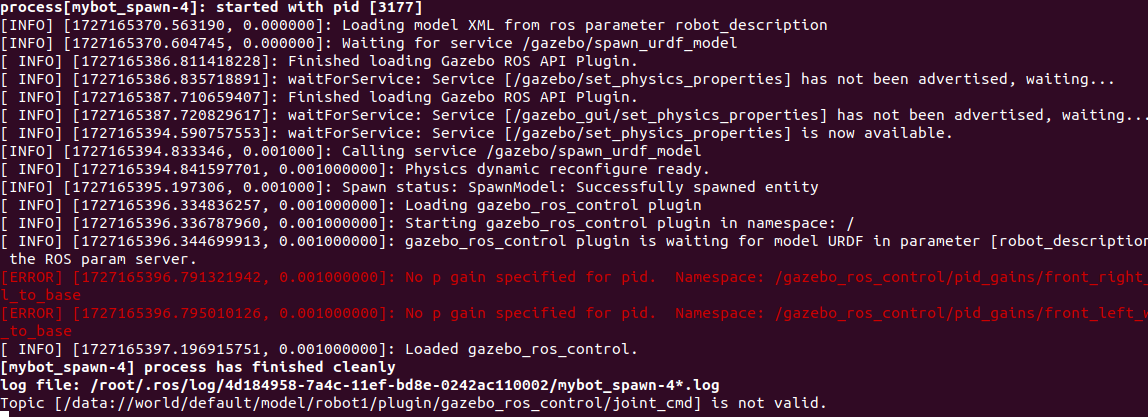 process[mybot_spawn-4]: started with pid [3177]
[INFO] [1727165370.563190, 0.000000]: Loading model XML from ros parameter robot_description
[INFO] [1727165370.604745, 0.000000]: Waiting for service /gazebo/spawn_urdf_model
[ INFO] [1727165386.811418228]: Finished loading Gazebo ROS API Plugin.
[ INFO] [1727165386.835718891]: waitForService: Service [/gazebo/set_physics_properties] has not been advertised, waiting...
[ INFO] [1727165387.710659407]: Finished loading Gazebo ROS API Plugin.
[ INFO] [1727165387.720829617]: waitForService: Service [/gazebo_gui/set_physics_properties] has not been advertised, waiting...
[ INFO] [1727165394.590757553]: waitForService: Service [/gazebo/set_physics_properties] is now available.
[INFO] [1727165394.833346, 0.001000]: Calling service /gazebo/spawn_urdf_model
[ INFO] [1727165394.841597701, 0.001000000]: Physics dynamic reconfigure ready.
[INFO] [1727165395.197306, 0.001000]: Spawn status: SpawnModel: Successfully spawned entity
[ INFO] [1727165396.334836257, 0.001000000]: Loading gazebo_ros_control plugin
[ INFO] [1727165396.336787960, 0.001000000]: Starting gazebo_ros_control plugin in namespace: /
[ INFO] [1727165396.344699913, 0.001000000]: gazebo_ros_control plugin is waiting for model URDF in parameter [robot_description
the ROS param server.
[ERROR] [1727165396.791321942, 0.001000000]: No p gain specified for pid.  Namespace: /gazebo_ros_control/pid_gains/front_right_
l_to_base
[ERROR] [1727165396.795010126, 0.001000000]: No p gain specified for pid.  Namespace: /gazebo_ros_control/pid_gains/front_left_w
_to_base
[ INFO] [1727165397.196915751, 0.001000000]: Loaded gazebo_ros_control.
[mybot_spawn-4] process has finished cleanly
log file: /root/.ros/log/4d184958-7a4c-11ef-bd8e-0242ac110002/mybot_spawn-4*.log
Topic [/data://world/default/model/robot1/plugin/gazebo_ros_control/joint_cmd] is not valid.